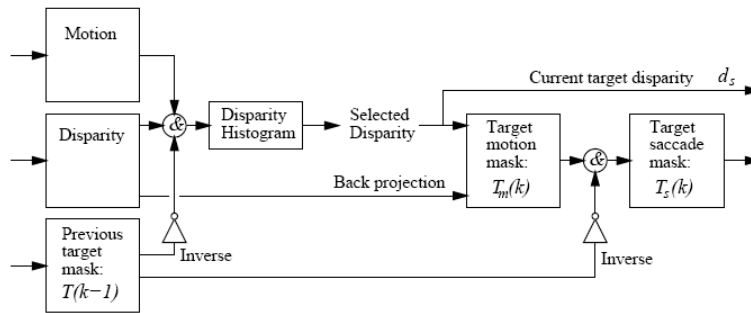 Motion
Disparity
Previous
target
mask:
T(k−1)
&
Inverse
Disparity
Histogram
Selected
Disparity
Back projection
Current target disparity d_s
Target
motion
mask:
T_m(k)
&
Inverse
Target
saccade
mask:
T_s(k)